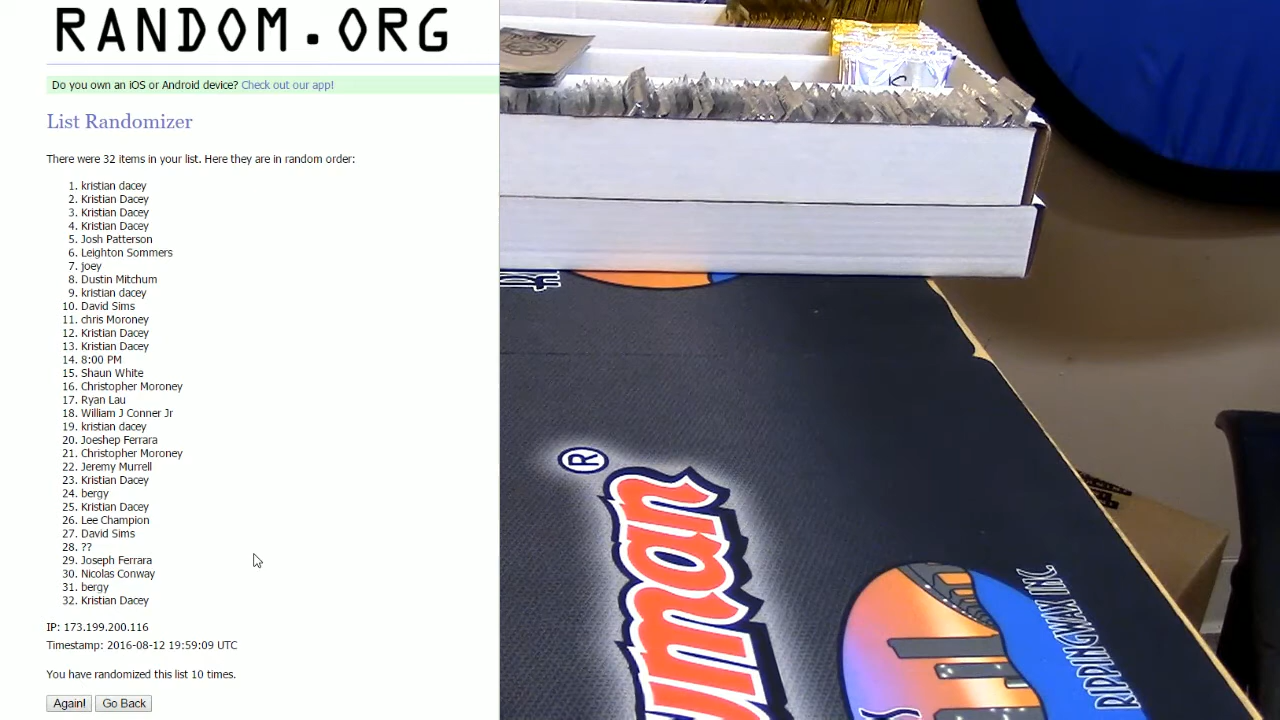 RANDOM.ORG
Do you own an iOS or Android device? Check out our app!
List Randomizer
There were 32 items in your list. Here they are in random order:
1. kristian dacey
2. Kristian Dacey
3. Kristian Dacey
4. Kristian Dacey
5. Josh Patterson
6. Leighton Sommers
7. joey
8. Dustin Mitchum
9. kristian dacey
10. David Sims
11. chris Moroney
12. Kristian Dacey
13. Kristian Dacey
14. 8:00 PM
15. Shaun White
16. Christopher Moroney
17. Ryan Lau
18. William J Conner Jr
19. kristian dacey
20. Joeshep Ferrara
21. Christopher Moroney
22. Jeremy Murrell
23. Kristian Dacey
24. bergy
25. Kristian Dacey
26. Lee Champion
27. David Sims
28. ??
29. Joseph Ferrara
30. Nicolas Conway
31. bergy
32. Kristian Dacey
IP: 173.199.200.116
Timestamp: 2016-08-12 19:59:09 UTC
You have randomized this list 10 times.
Again! Go Back
®
RIPPINGWAX INC